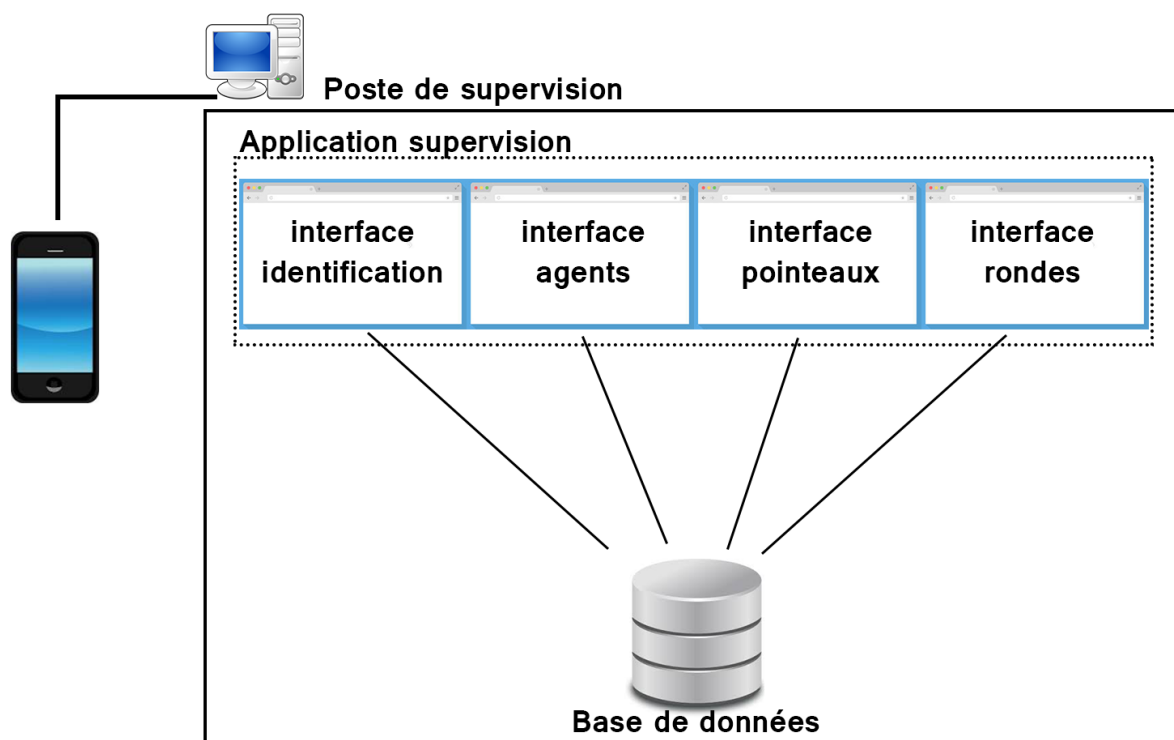 Poste de supervision
Application supervision
interface
identification
interface
agents
interface
pointeaux
interface
rondes
Base de données